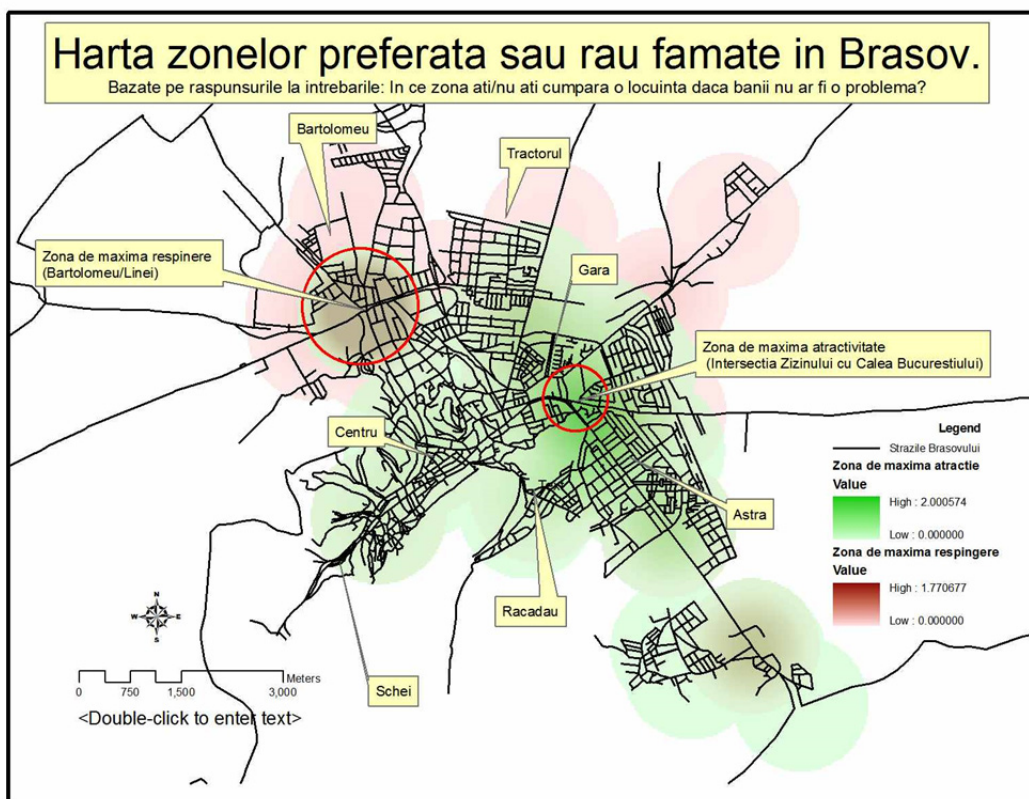 Harta zonelor preferata sau rau famate in Brasov.
Bazate pe raspunsurile la intrebarile: In ce zona ati/nu ati cumpara o locuinta daca banii nu ar fi o problema?
Bartolomeu
Tractorul
Zona de maxima respinere
(Bartolomeu/Linei)
Gara
Zona de maxima atractivitate
(Intersectia Zizinului cu Calea Bucurestiului)
Centru
Text
Astra
Racadau
Schei
Legend
Strazile Brasovului
Zona de maxima atractie
Value
High : 2.000574
Low : 0.000000
Zona de maxima respingere
Value
High : 1.770677
Low : 0.000000
N
W E
S
Meters
0 750 1,500 3,000
<Double-click to enter text>